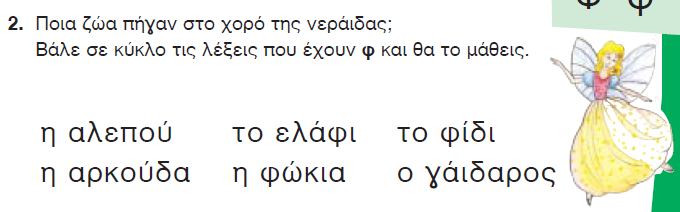 φ φ
2. Ποια ζώα πήγαν στο χορό της νεράιδας;
Βάλε σε κύκλο τις λέξεις που έχουν φ και θα το μάθεις.
η αλεπού το ελάφι το φίδι
η αρκούδα η φώκια ο γάιδαρος